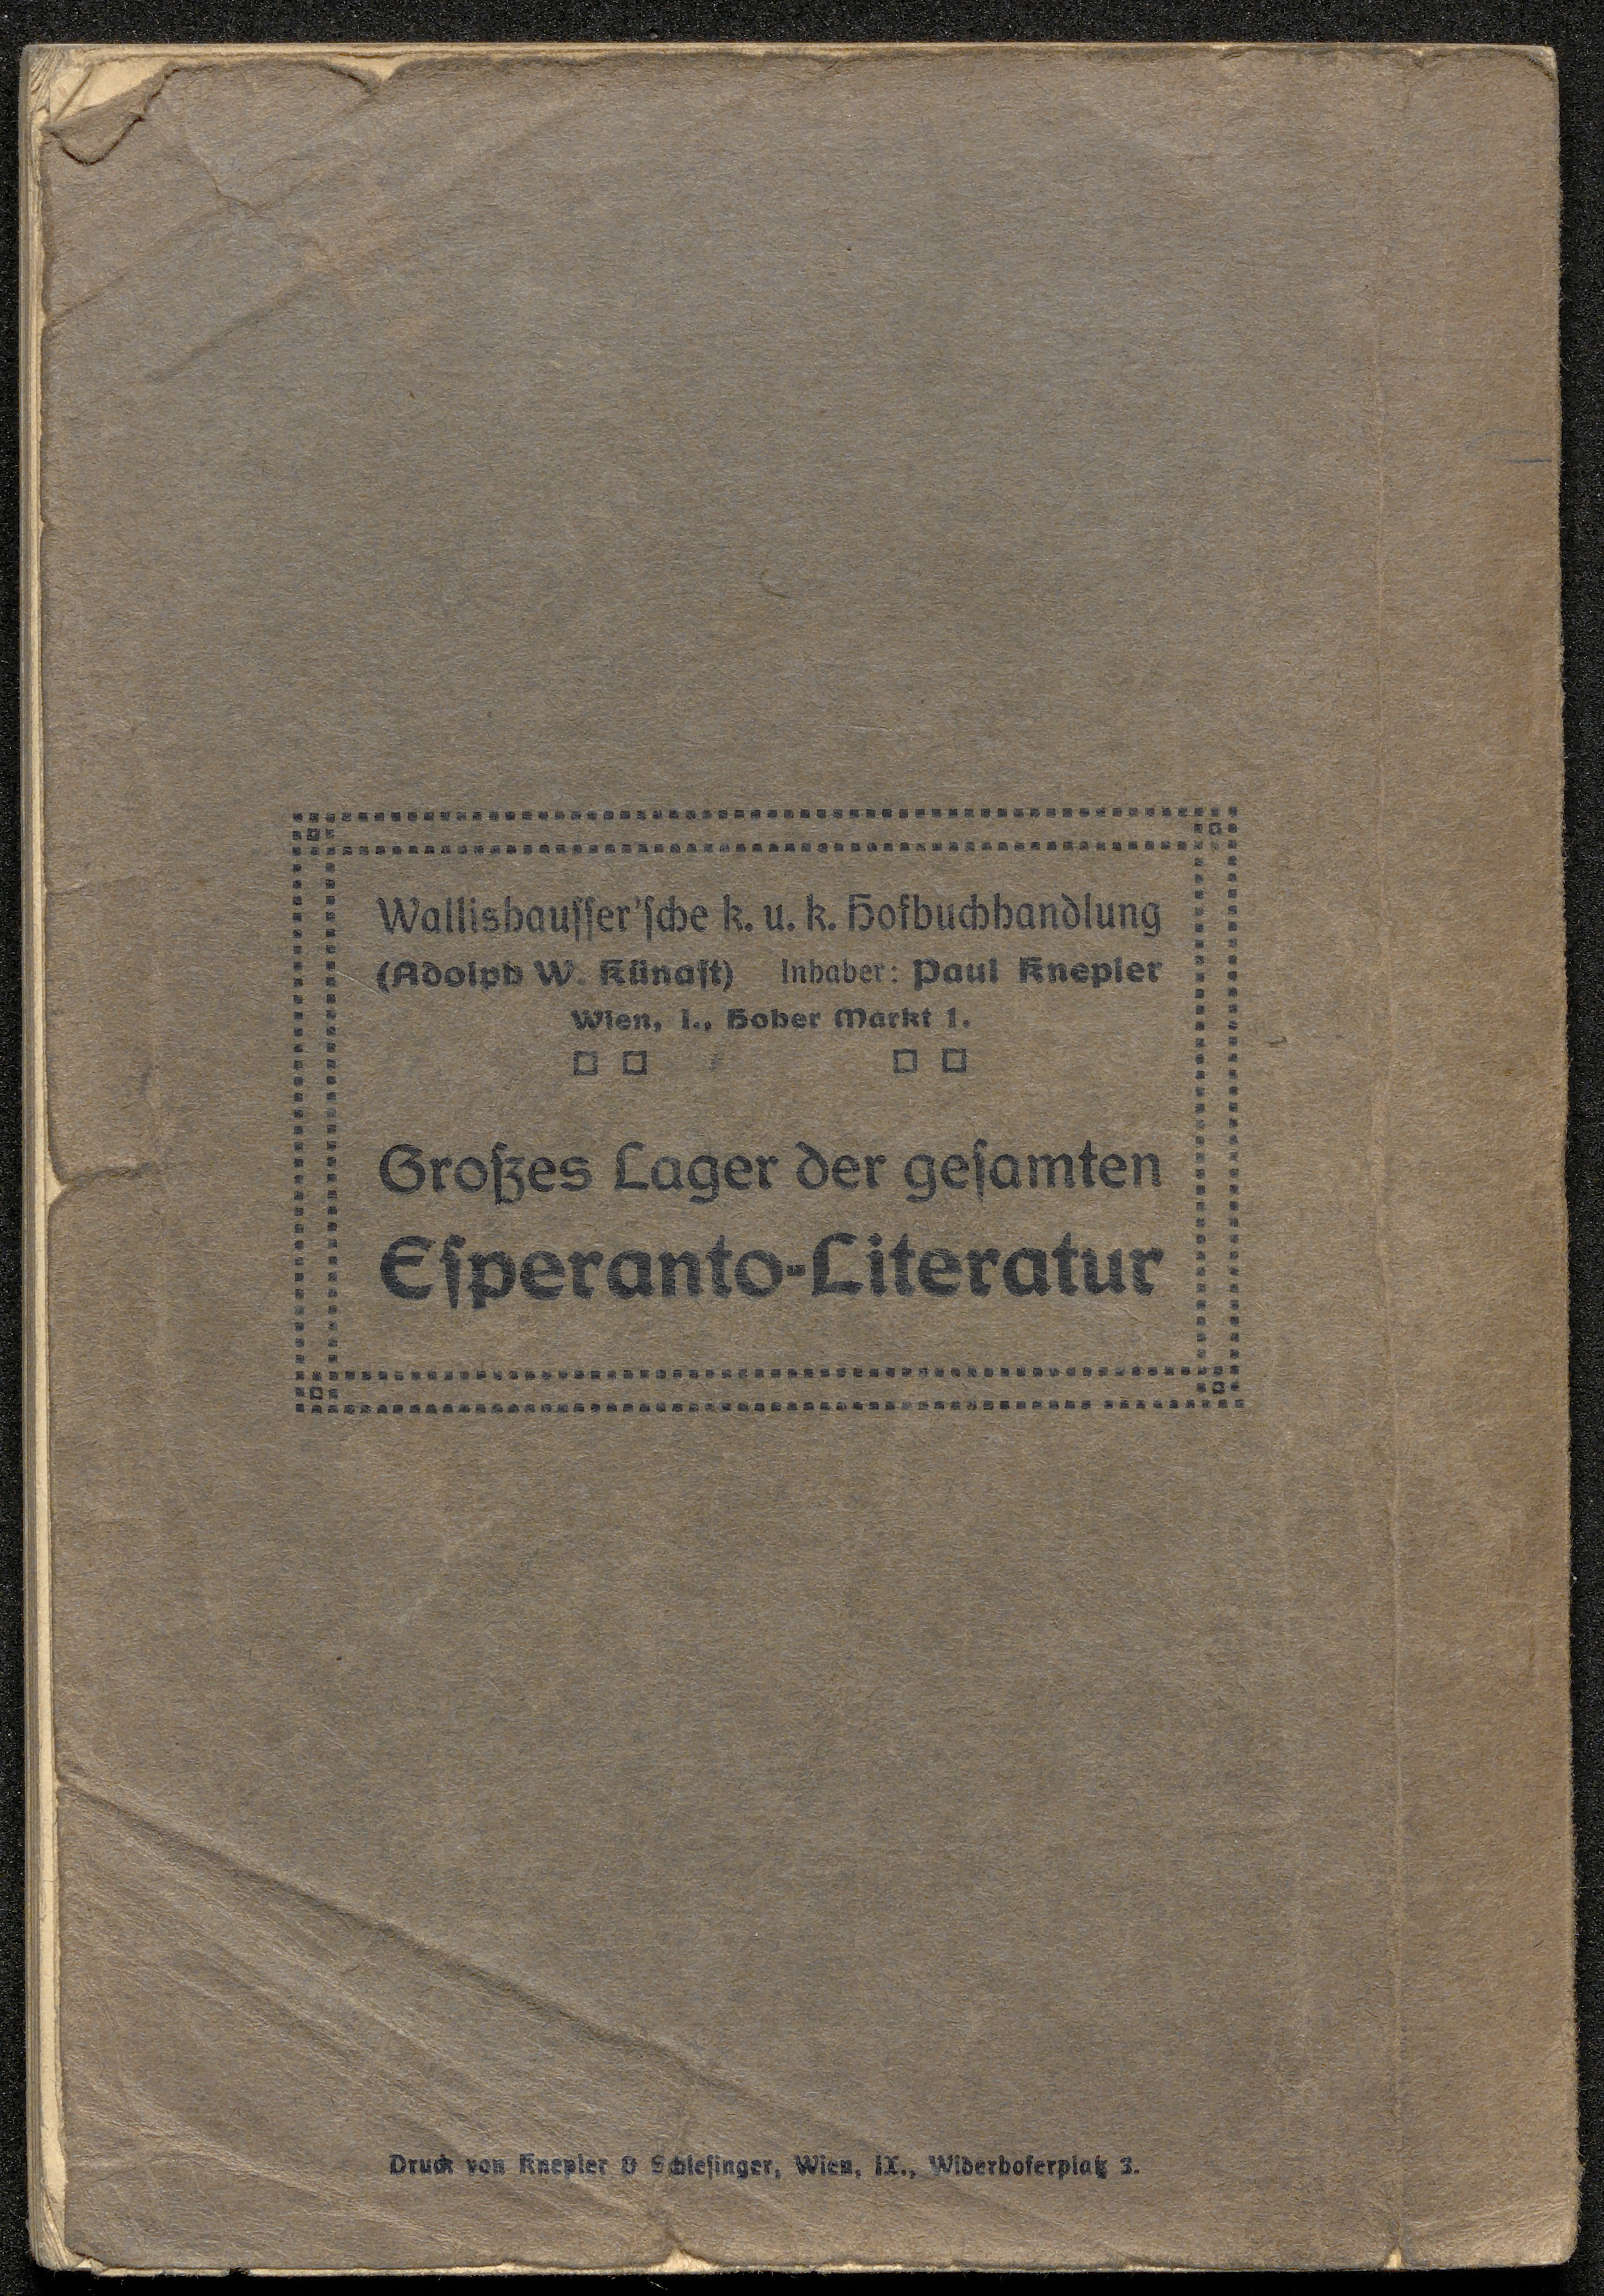 Wallishauſſer'ſche k. u. k. Hofbuchhandlung
(Adolph W. Künaſt) Inhaber: Paul Knepler
Wien, I., Hoher Markt 1.
Großes Lager der geſamten
Eſperanto-Literatur
Druck von Knepler & Schleſinger, Wien, IX., Widerhoferplatz 3.